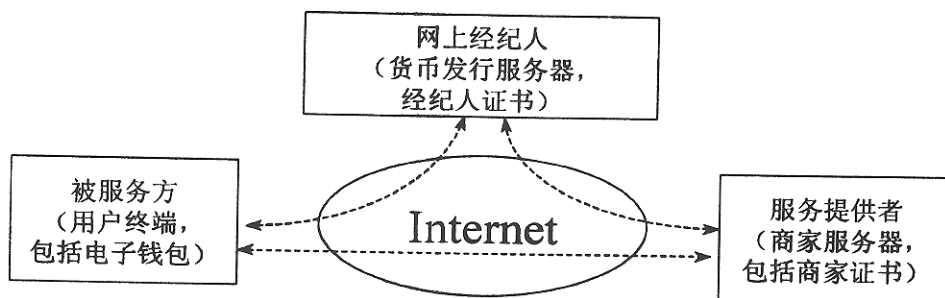 网上经纪人
（货币发行服务器，
经纪人证书）
被服务方
（用户终端，
包括电子钱包）
Internet
服务提供者
（商家服务器，
包括商家证书）